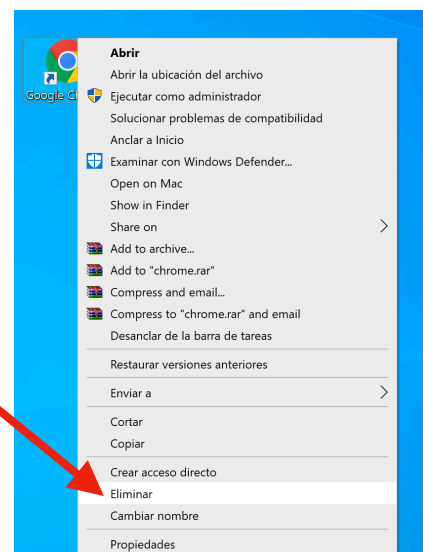 Google C
Abrir
Abrir la ubicación del archivo
Ejecutar como administrador
Solucionar problemas de compatibilidad
Anclar a Inicio
Examinar con Windows Defender...
Open on Mac
Show in Finder
Share on
Add to archive...
Add to "chrome.rar"
Compress and email...
Compress to "chrome.rar" and email
Desanclar de la barra de tareas
Restaurar versiones anteriores
Enviar a
Cortar
Copiar
Crear acceso directo
Eliminar
Cambiar nombre
Propiedades